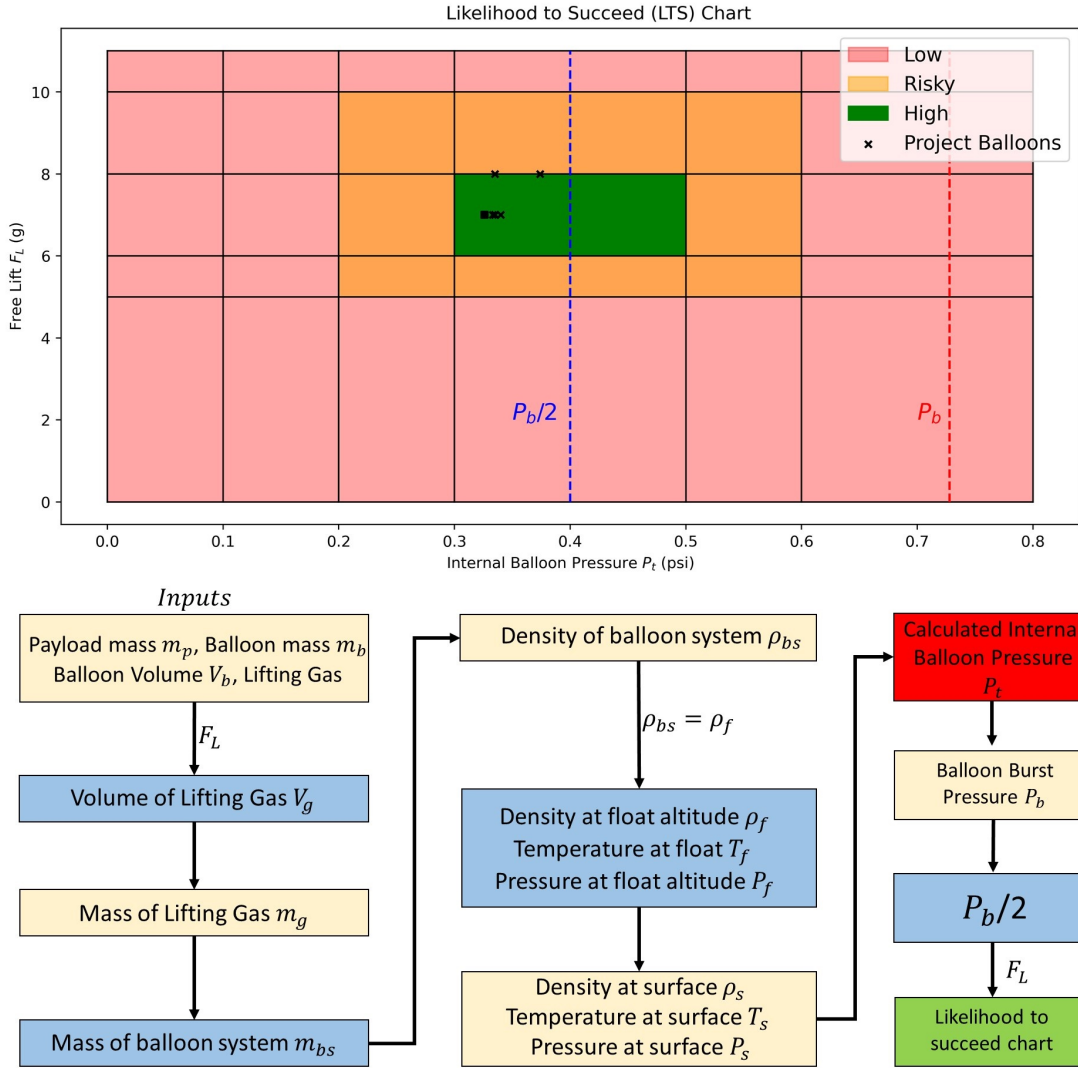 Likelihood to Succeed (LTS) Chart
Low
Risky
High
Project Balloons
Free Lift F_L (g)
10
8
6
4
2
0
P_b/2
P_b
0.0 0.1 0.2 0.3 0.4 0.5 0.6 0.7 0.8
Internal Balloon Pressure P_t (psi)
Inputs
Payload mass m_p, Balloon mass m_b
Balloon Volume V_b, Lifting Gas
F_L
Volume of Lifting Gas V_g
Mass of Lifting Gas m_g
Mass of balloon system m_bs
Density of balloon system ρ_bs
ρ_bs = ρ_f
Density at float altitude ρ_f
Temperature at float T_f
Pressure at float altitude P_f
Density at surface ρ_s
Temperature at surface T_s
Pressure at surface P_s
Calculated Internal
Balloon Pressure
P_t
Balloon Burst
Pressure P_b
P_b/2
F_L
Likelihood to
succeed chart